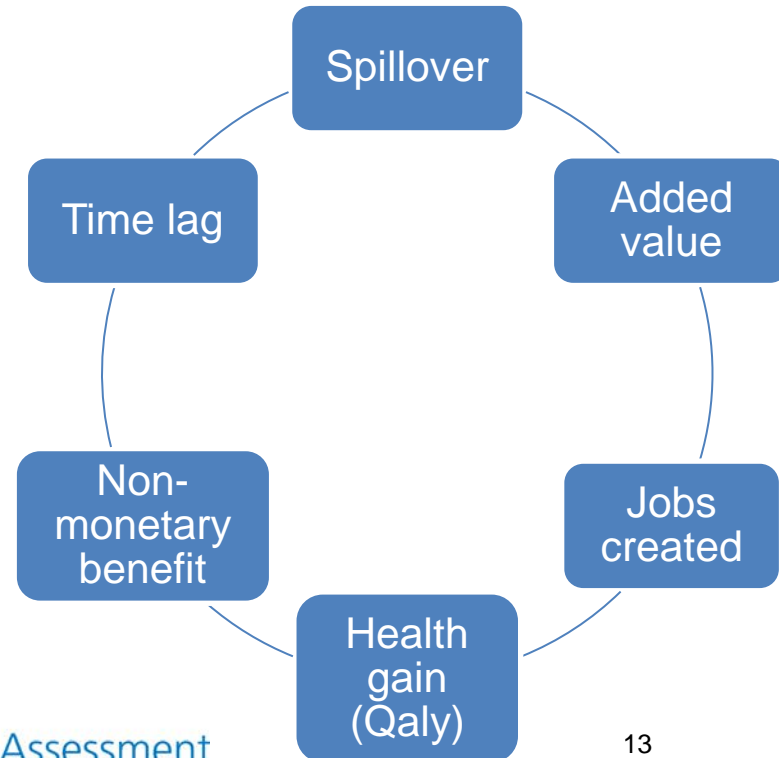 Spillover
Added
value
Jobs
created
Health
gain
(Qaly)
Non-
monetary
benefit
Time lag
Assessment
13